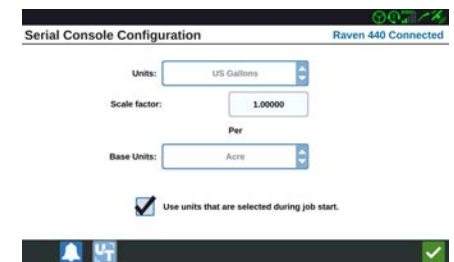 Serial Console Configuration
Raven 440 Connected
Units:
US Gallons
Scale factor:
1.00000
Per
Base Units:
Acre
Use units that are selected during job start.
UT